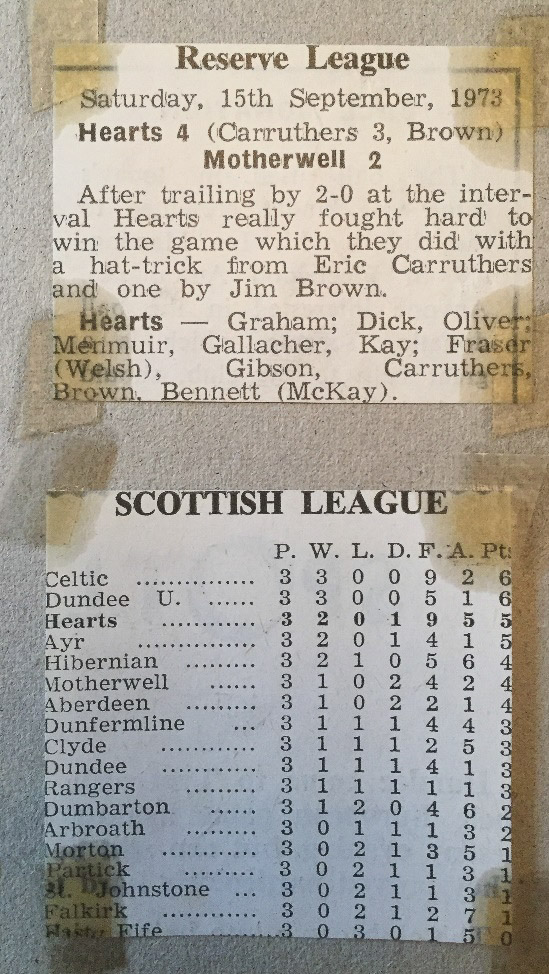 Reserve League
Saturday, 15th September, 1973
Hearts 4 (Carruthers 3, Brown)
Motherwell 2
After trailing by 2-0 at the inter-
val Hearts really fought hard to
win the game which they did with
a hat-trick from Eric Carruthers
and one by Jim Brown.
Hearts — Graham; Dick, Oliver;
Menmuir, Gallacher, Kay; Fraser
(Welsh), Gibson, Carruthers,
Brown, Bennett (McKay).
SCOTTISH LEAGUE
P. W. L. D. F. A. Pts
Celtic .............. 3 3 0 0 9 2 6
Dundee U. ...... 3 3 0 0 5 1 6
Hearts ............ 3 2 0 1 9 5 5
Ayr .............. 3 2 0 1 4 1 5
Hibernian ......... 3 2 1 0 5 6 4
Motherwell ...... 3 1 0 2 4 2 4
Aberdeen ......... 3 1 0 2 2 1 4
Dunfermline ... 3 1 1 1 4 4 3
Clyde ............ 3 1 1 1 2 5 3
Dundee ............ 3 1 1 1 4 1 3
Rangers ............ 3 1 1 1 1 1 3
Dumbarton ...... 3 1 2 0 4 6 2
Arbroath ......... 3 0 1 1 1 3 2
Morton ............ 3 0 2 1 3 5 1
Partick ......... 3 0 2 1 1 3 1
St. Johnstone ... 3 0 2 1 1 3 1
Falkirk ............ 3 0 2 1 2 7 1
East Fife ......... 3 0 3 0 1 5 0